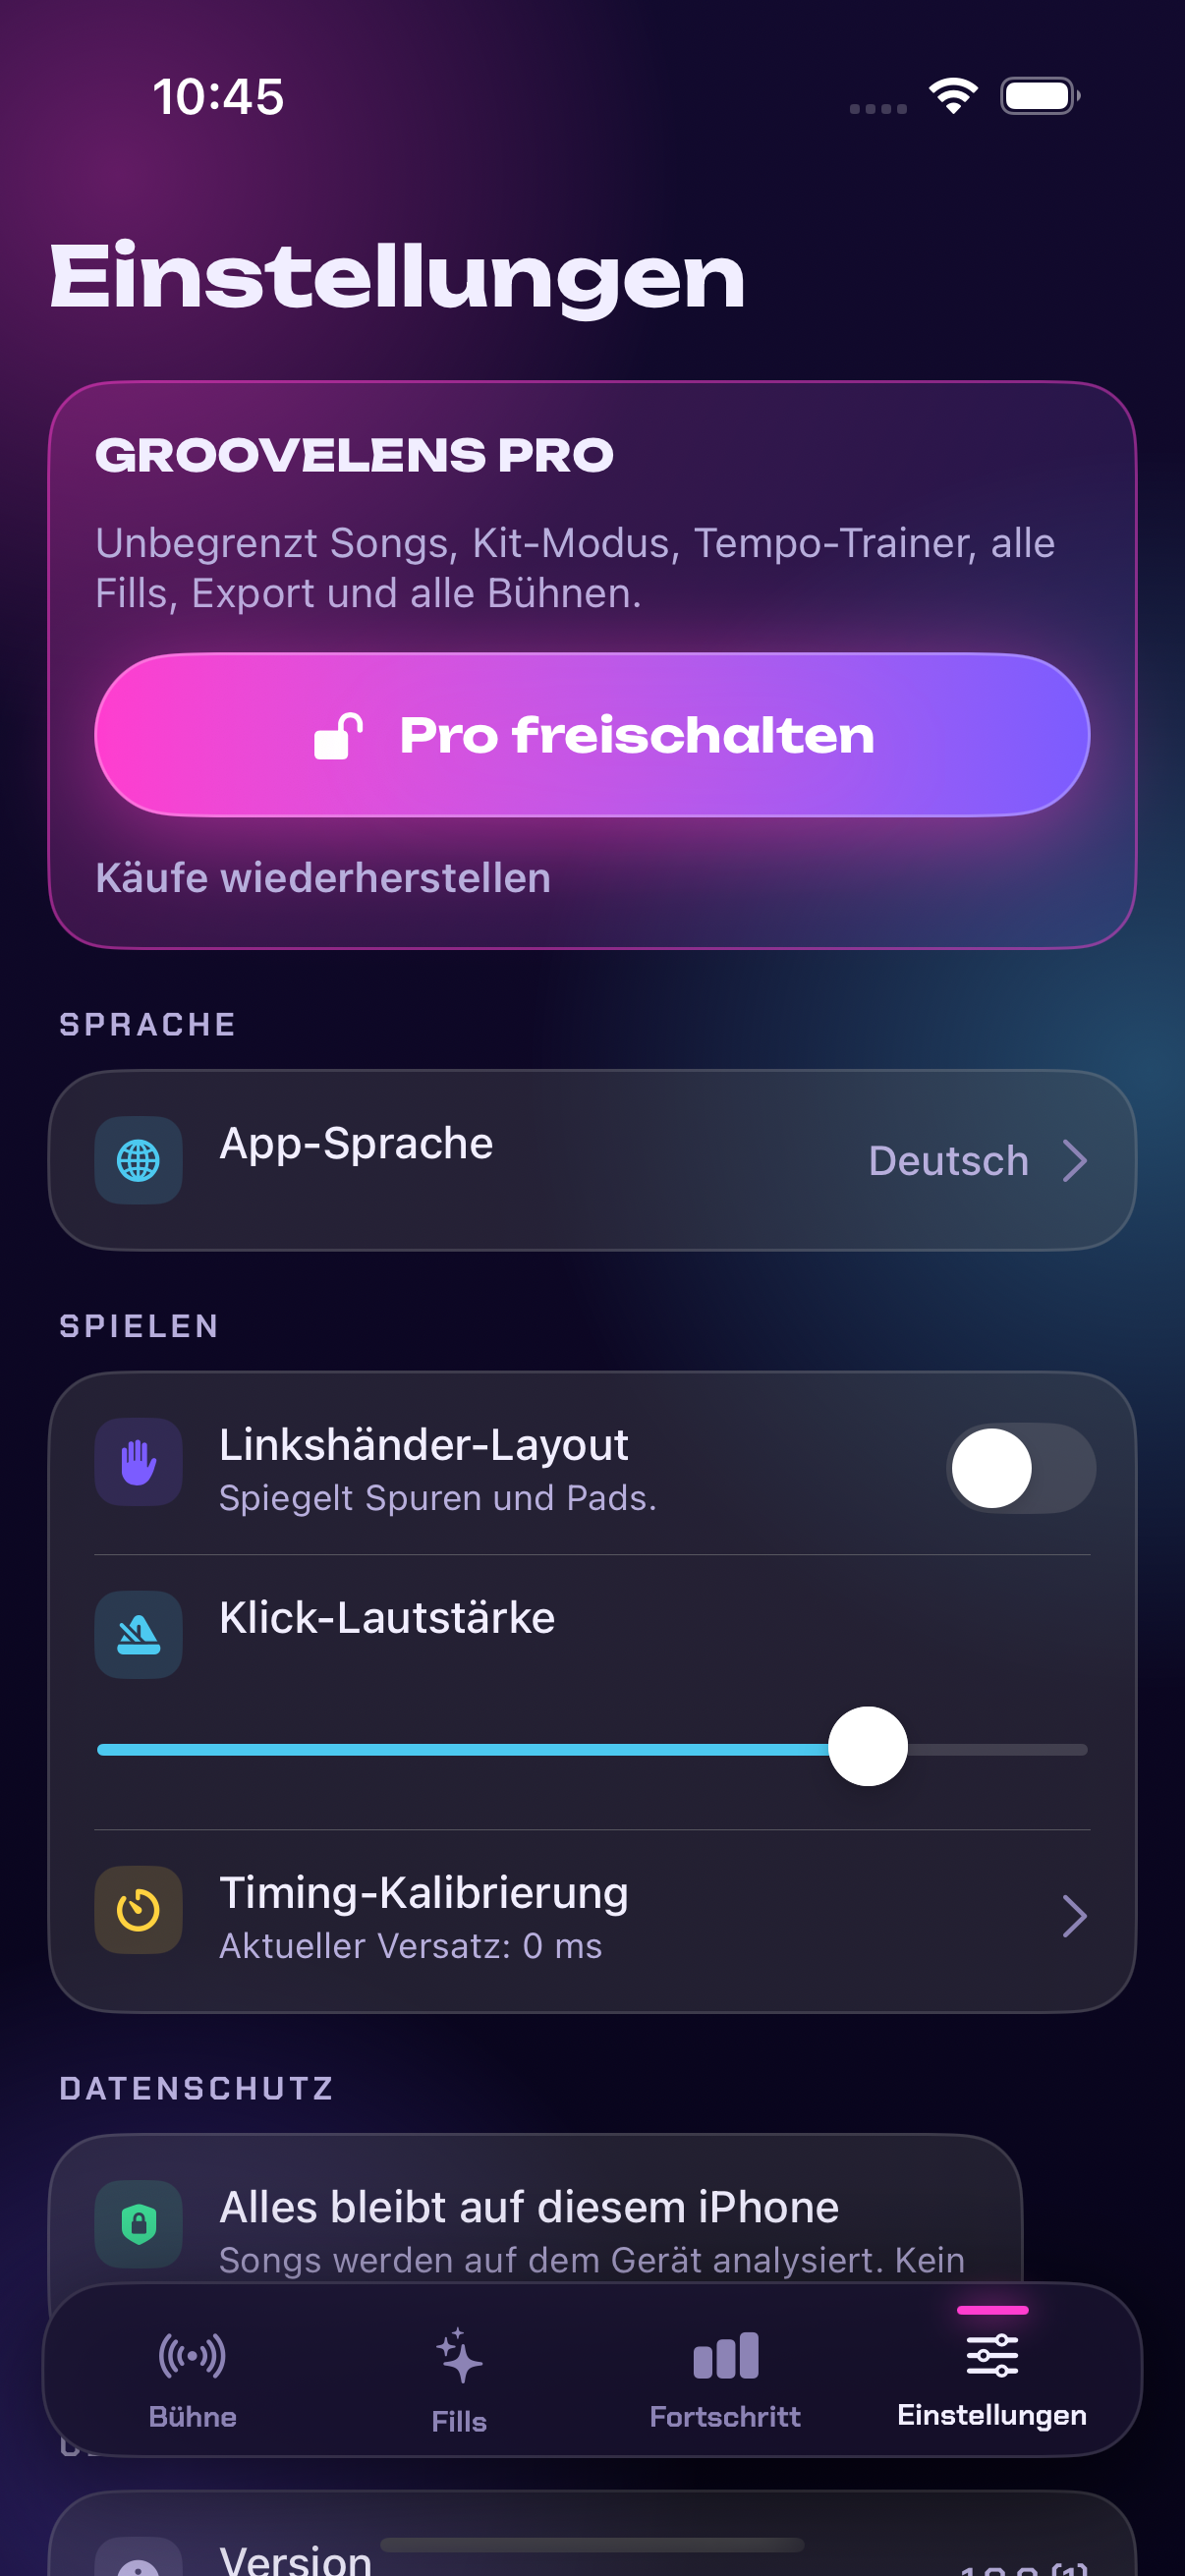 10:45
Einstellungen
GROOVELENS PRO
Unbegrenzt Songs, Kit-Modus, Tempo-Trainer, alle
Fills, Export und alle Bühnen.
Pro freischalten
Käufe wiederherstellen
SPRACHE
App-Sprache
Deutsch
SPIELEN
Linkshänder-Layout
Spiegelt Spuren und Pads.
Klick-Lautstärke
Timing-Kalibrierung
Aktueller Versatz: 0 ms
DATENSCHUTZ
Alles bleibt auf diesem iPhone
Songs werden auf dem Gerät analysiert. Kein
Bühne
Fills
Fortschritt
Einstellungen
Version